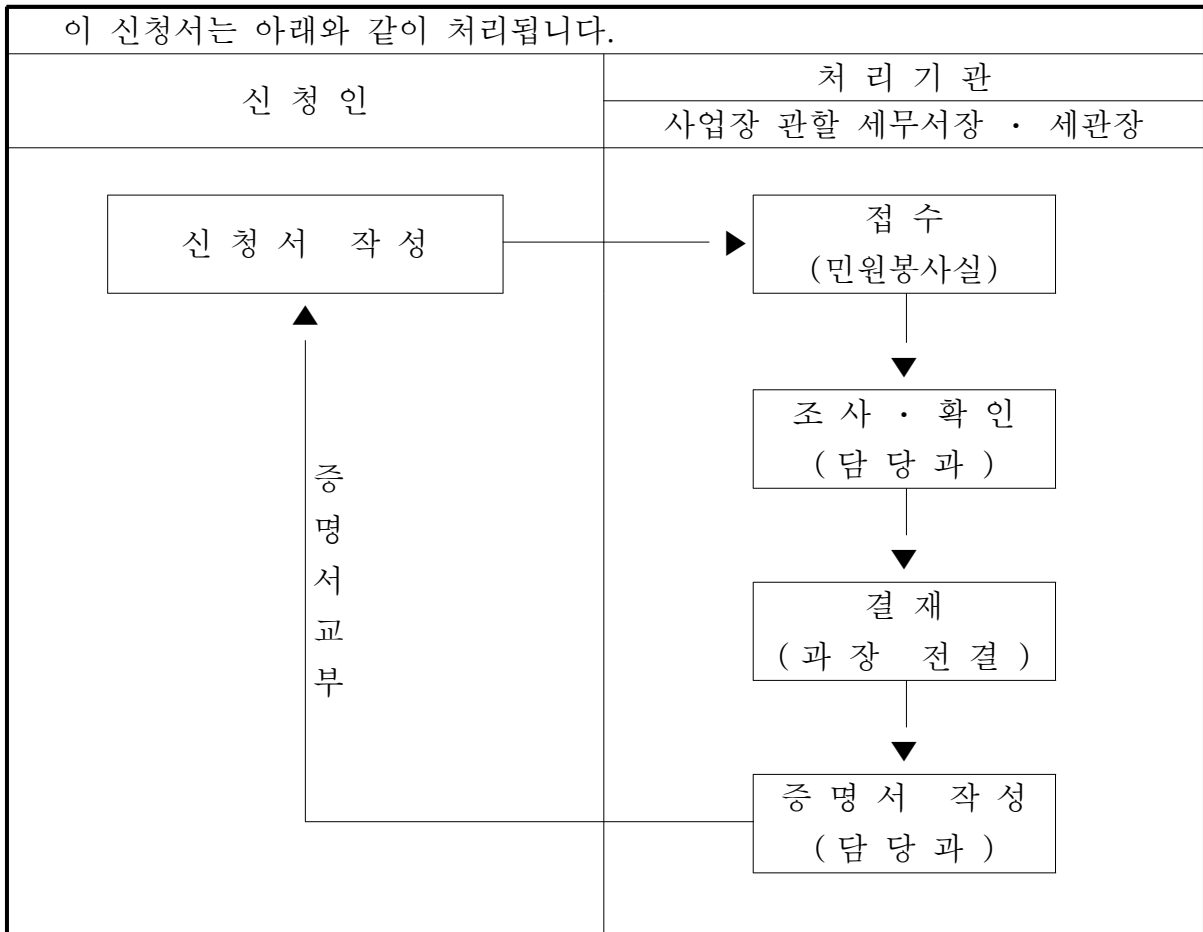 이 신청서는 아래와 같이 처리됩니다.
신 청 인
처 리 기 관
사업장 관할 세무서장 · 세관장
신 청 서 작 성
접 수
(민원봉사실)
조 사 · 확 인
( 담 당 과 )
증
명
서
교
부
결 재
( 과 장 전 결 )
증 명 서 작 성
( 담 당 과 )